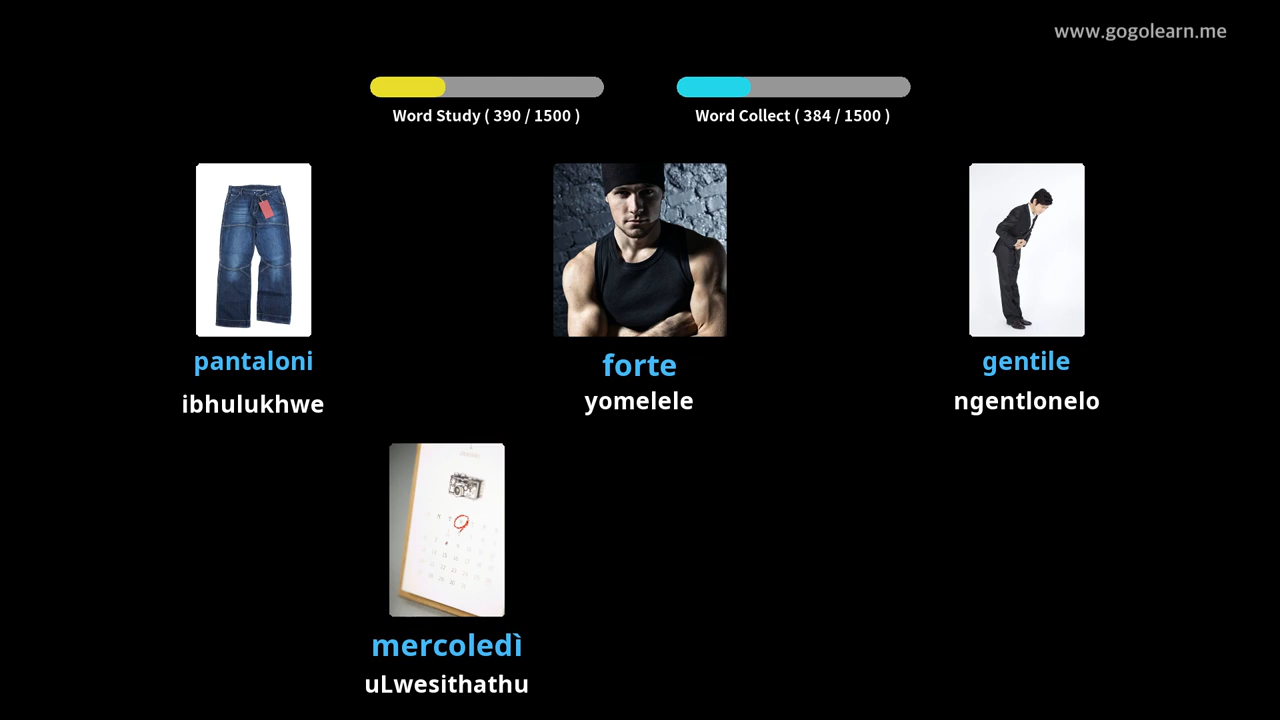 www.gogolearn.me
Word Study ( 390 / 1500 )
Word Collect ( 384 / 1500 )
pantaloni
ibhulukhwe
forte
yomelele
gentile
ngentlonelo
mercoledì
uLwesithathu